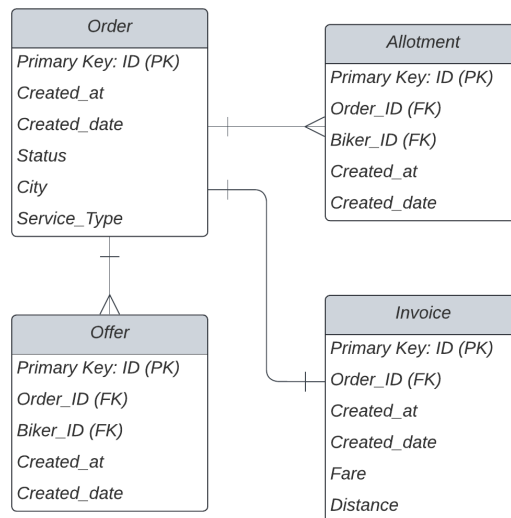 Order
Primary Key: ID (PK)
Created_at
Created_date
Status
City
Service_Type
Allotment
Primary Key: ID (PK)
Order_ID (FK)
Biker_ID (FK)
Created_at
Created_date
Offer
Primary Key: ID (PK)
Order_ID (FK)
Biker_ID (FK)
Created_at
Created_date
Invoice
Primary Key: ID (PK)
Order_ID (FK)
Created_at
Created_date
Fare
Distance